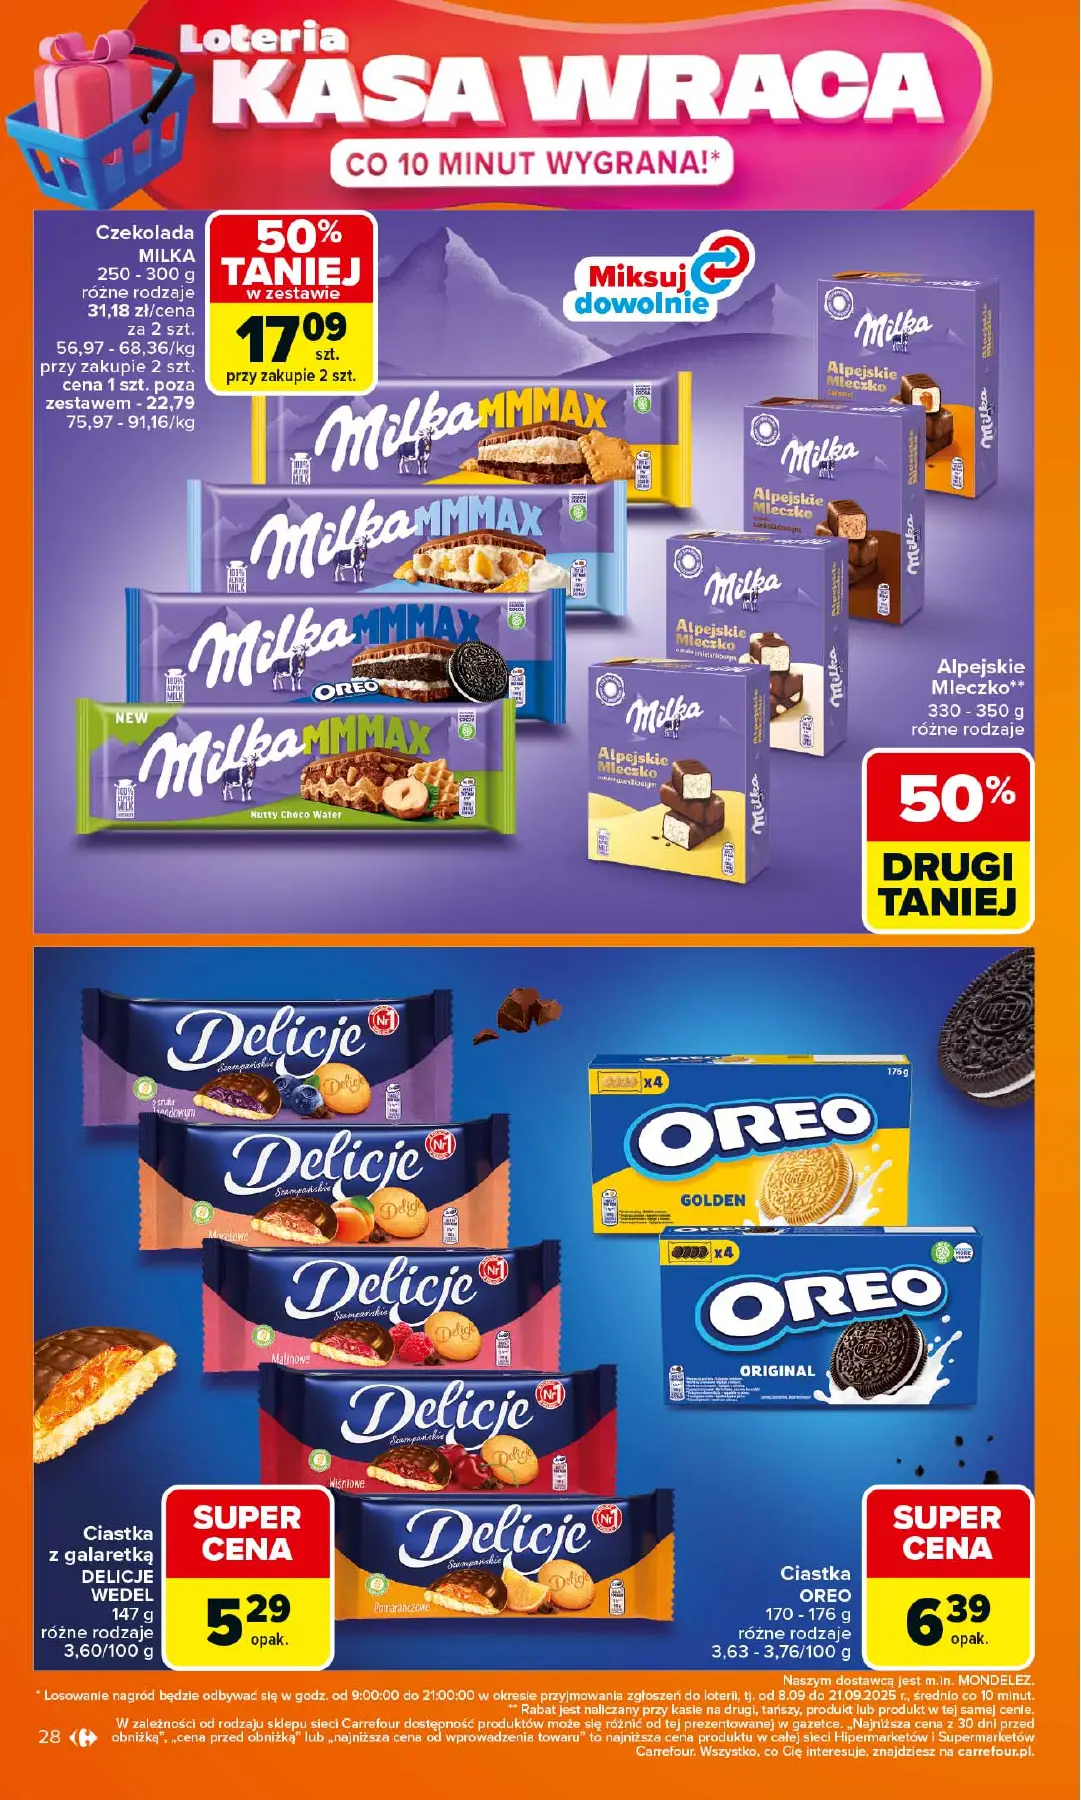 Loteria
KASA WRACA
CO 10 MINUT WYGRANA!*
Czekolada
MILKA
250 - 300 g
różne rodzaje
31,18 zł/cena
za 2 szt.
56,97 - 68,36/kg
przy zakupie 2 szt.
cena 1 szt. poza
zestawem - 22,79
75,97 - 91,16/kg
50%
TANIEJ
w zestawie
17 09
szt.
przy zakupie 2 szt.
Miksuj
dowolnie
Milka MMMAX
Milka MMMAX
Milka MMMAX
OREO
NEW
Milka MMMAX
Nutty Choco Wafer
Milka
Alpejskie
Mleczko
Caramel
Milka
Alpejskie
Mleczko
Milka
Alpejskie
Mleczko
Milka
Alpejskie
Mleczko
Alpejskie
Mleczko**
330 - 350 g
różne rodzaje
50%
DRUGI
TANIEJ
Delicje
Szampańskie
Nr1
Delicje
Szampańskie
Nr1
Morelowe
Delicje
Szampańskie
Nr1
Malinowe
Delicje
Szampańskie
Nr1
Wiśniowe
Delicje
Szampańskie
Nr1
Pomarańczowe
x4
176g
OREO
GOLDEN
x4
OREO
ORIGINAL
Ciastka
z galaretką
DELICJE
WEDEL
147 g
różne rodzaje
3,60/100 g
SUPER
CENA
5 29
opak.
Ciastka
OREO
170 - 176 g
różne rodzaje
3,63 - 3,76/100 g
SUPER
CENA
6 39
opak.
Naszym dostawcą jest m.in. MONDELEZ.
* Losowanie nagród będzie odbywać się w godz. od 9:00:00 do 21:00:00 w okresie przyjmowania zgłoszeń do loterii, tj. od 8.09 do 21.09.2025 r., średnio co 10 minut.
** Rabat jest naliczany przy kasie na drugi, tańszy, produkt lub produkt w tej samej cenie.
W zależności od rodzaju sklepu sieci Carrefour dostępność produktów może się różnić od tej prezentowanej w gazetce. „Najniższa cena z 30 dni przed
obniżką”, „cena przed obniżką” lub „najniższa cena od wprowadzenia towaru” to najniższa cena produktu w całej sieci Hipermarketów i Supermarketów
Carrefour. Wszystko, co Cię interesuje, znajdziesz na carrefour.pl.
28